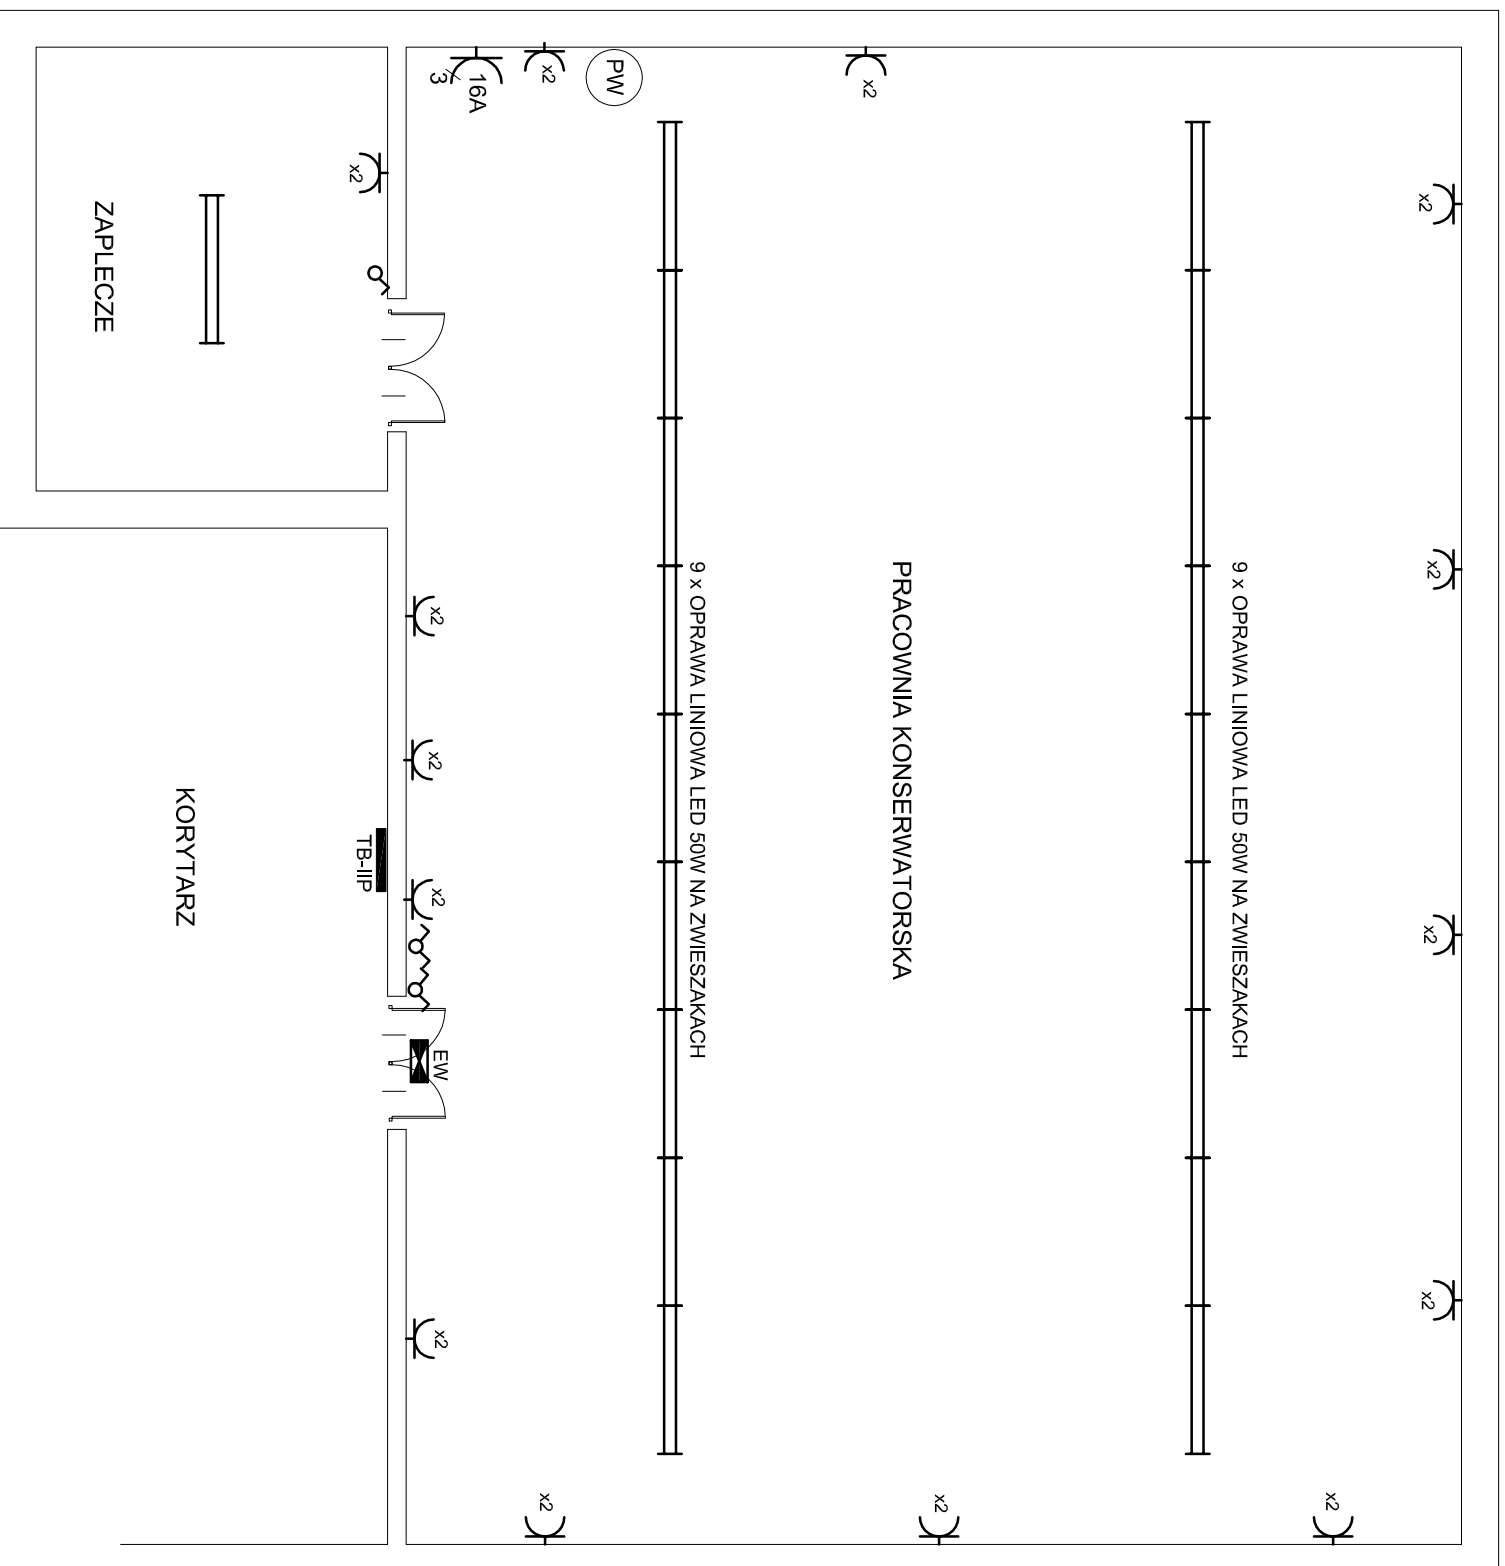 x2
x2
x2
x2
9 x OPRAWA LINIOWA LED 50W NA ZWIESZAKACH
PRACOWNIA KONSERWATORSKA
x2
x2
9 x OPRAWA LINIOWA LED 50W NA ZWIESZAKACH
PW
x2
x2
x2
16A
3
x2
x2
x2
EW
x2
x2
TB-IIP
KORYTARZ
ZAPLECZE